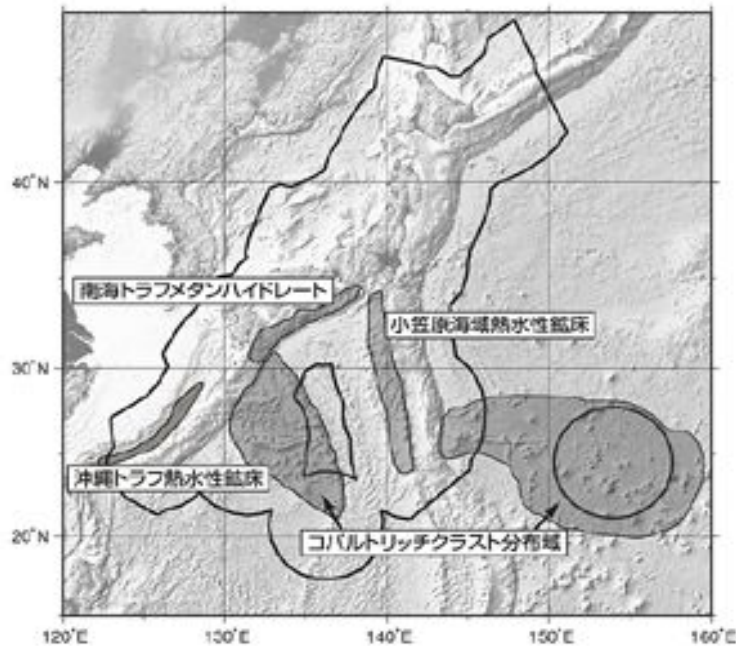 40°N
30°N
20°N
南海トラフメタンハイドレート
小笠原海域熱水性鉱床
沖縄トラフ熱水性鉱床
コバルトリッチクラスト分布域
120°E
130°E
140°E
150°E
160°E